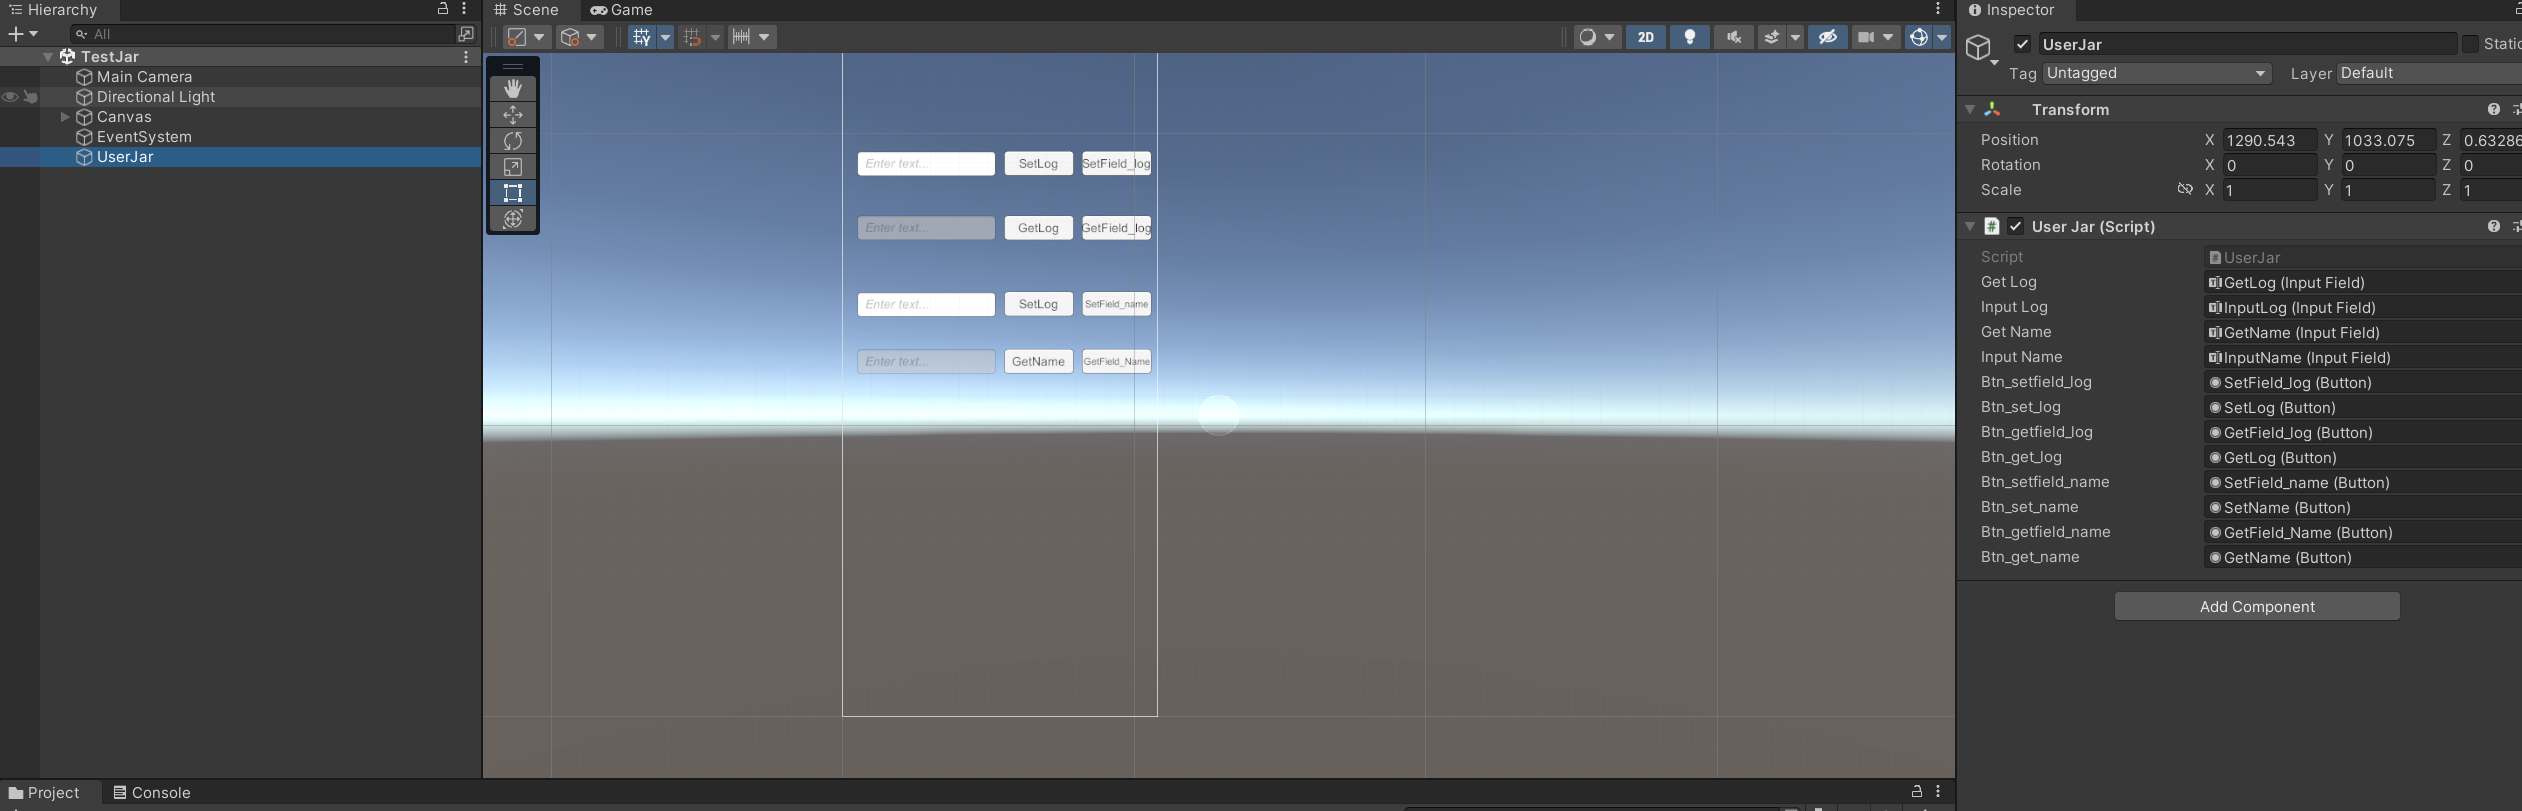 Hierarchy
All
TestJar
Main Camera
Directional Light
Canvas
EventSystem
UserJar
Scene
Game
2D
Enter text...
SetLog
SetField_log
Enter text...
GetLog
GetField_log
Enter text...
SetLog
SetField_name
Enter text...
GetName
GetField_Name
Inspector
UserJar
Static
Tag Untagged Layer Default
Transform
Position X 1290.543 Y 1033.075 Z 0.63286
Rotation X 0 Y 0 Z 0
Scale X 1 Y 1 Z 1
# User Jar (Script)
Script UserJar
Get Log GetLog (Input Field)
Input Log InputLog (Input Field)
Get Name GetName (Input Field)
Input Name InputName (Input Field)
Btn_setfield_log SetField_log (Button)
Btn_set_log SetLog (Button)
Btn_getfield_log GetField_log (Button)
Btn_get_log GetLog (Button)
Btn_setfield_name SetField_name (Button)
Btn_set_name SetName (Button)
Btn_getfield_name GetField_Name (Button)
Btn_get_name GetName (Button)
Add Component
Project
Console